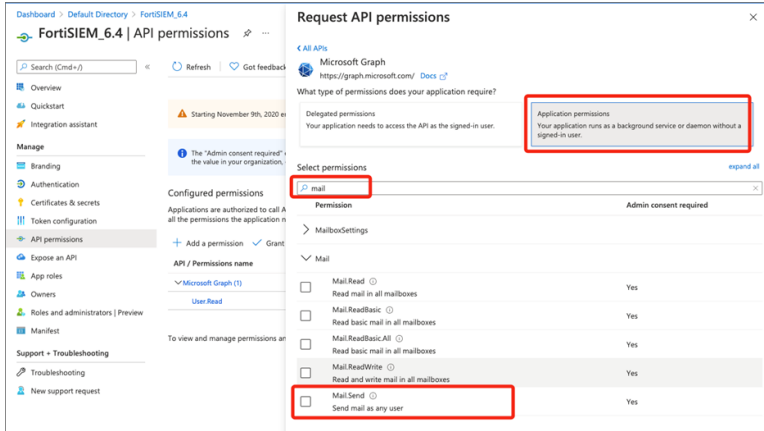 Dashboard > Default Directory > FortiSIEM_6.4
FortiSIEM_6.4 | API permissions
Search (Cmd+/)
Overview
Quickstart
Integration assistant
Manage
Branding
Authentication
Certificates & secrets
Token configuration
API permissions
Expose an API
App roles
Owners
Roles and administrators | Preview
Manifest
Support + Troubleshooting
Troubleshooting
New support request
Refresh
Got feedback
Starting November 9th, 2020 e
The "Admin consent required"
the value in your organization,
Configured permissions
Applications are authorized to call A
all the permissions the application n
Add a permission
Grant
API / Permissions name
Microsoft Graph (1)
User.Read
To view and manage permissions an
Request API permissions
All APIs
Microsoft Graph
https://graph.microsoft.com/ Docs
What type of permissions does your application require?
Delegated permissions
Your application needs to access the API as the signed-in user.
Application permissions
Your application runs as a background service or daemon without a
signed-in user.
Select permissions
expand all
mail
Permission
Admin consent required
MailboxSettings
Mail
Mail.Read
Read mail in all mailboxes
Yes
Mail.ReadBasic
Read basic mail in all mailboxes
Yes
Mail.ReadBasic.All
Read basic mail in all mailboxes
Yes
Mail.ReadWrite
Read and write mail in all mailboxes
Yes
Mail.Send
Send mail as any user
Yes